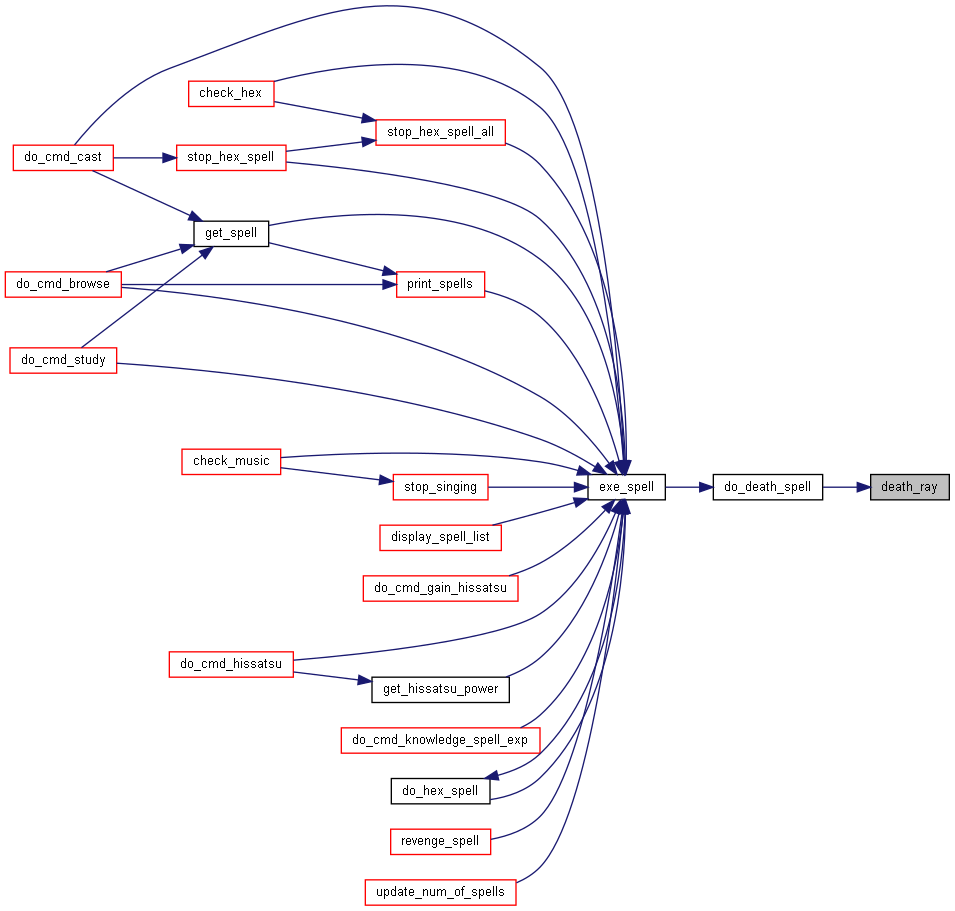 check_hex
stop_hex_spell_all
do_cmd_cast
stop_hex_spell
get_spell
do_cmd_browse
print_spells
do_cmd_study
check_music
stop_singing
exe_spell
do_death_spell
death_ray
display_spell_list
do_cmd_gain_hissatsu
do_cmd_hissatsu
get_hissatsu_power
do_cmd_knowledge_spell_exp
do_hex_spell
revenge_spell
update_num_of_spells